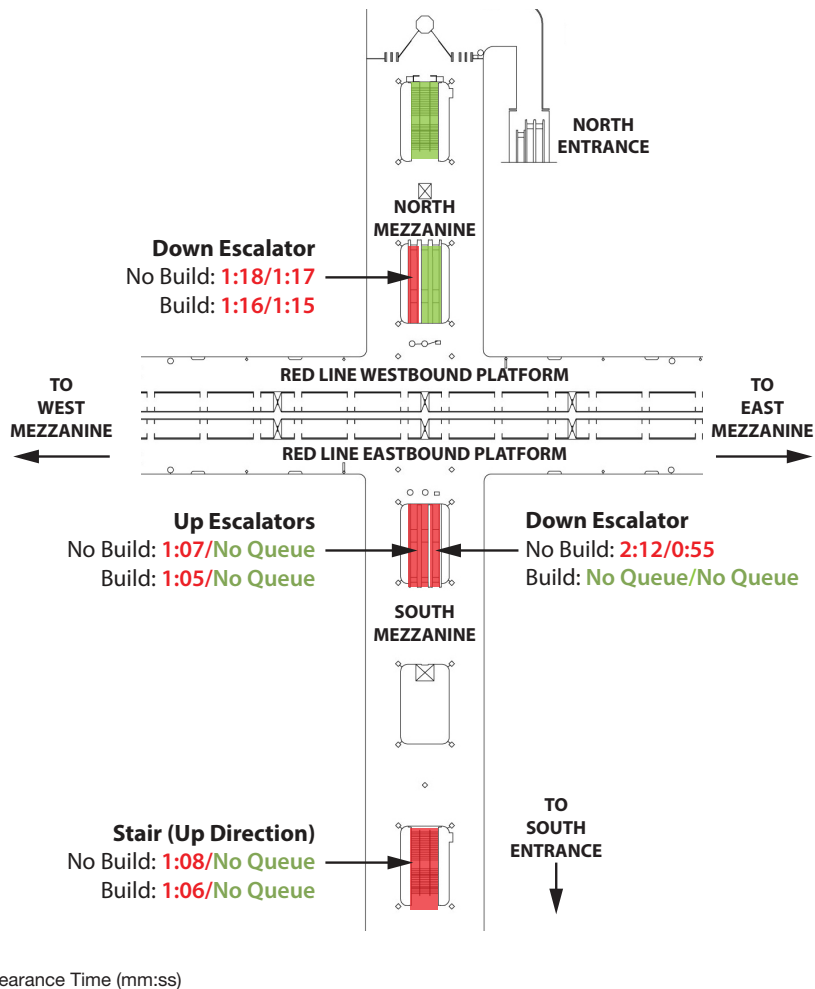 NORTH
ENTRANCE
NORTH
MEZZANINE
Down Escalator
No Build: 1:18/1:17
Build: 1:16/1:15
RED LINE WESTBOUND PLATFORM
TO
WEST
MEZZANINE
TO
EAST
MEZZANINE
RED LINE EASTBOUND PLATFORM
Up Escalators
No Build: 1:07/No Queue
Build: 1:05/No Queue
Down Escalator
No Build: 2:12/0:55
Build: No Queue/No Queue
SOUTH
MEZZANINE
Stair (Up Direction)
No Build: 1:08/No Queue
Build: 1:06/No Queue
TO
SOUTH
ENTRANCE
earance Time (mm:ss)